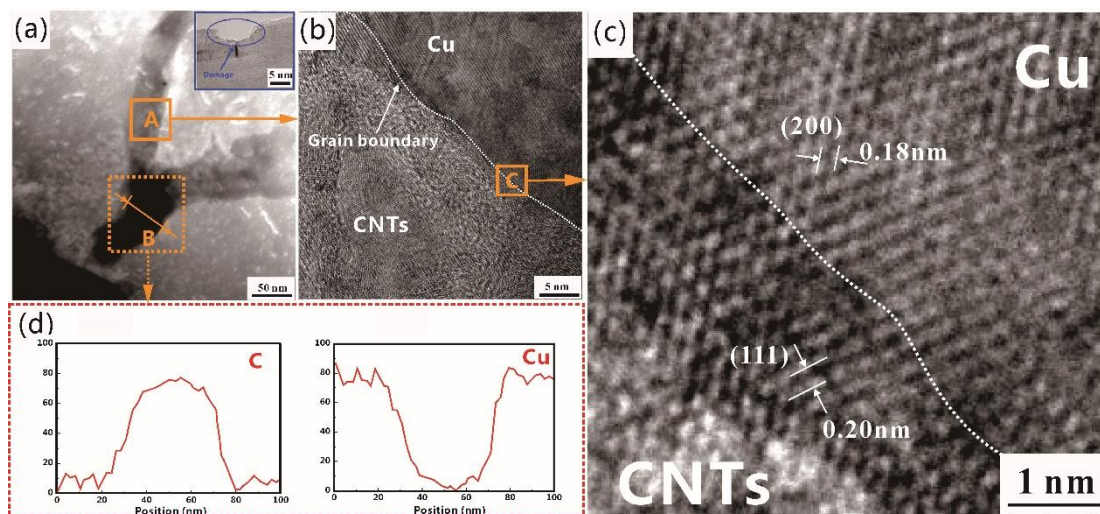 (a)
Damage
5 nm
A
B
50 nm
(b)
Cu
Grain boundary
C
CNTs
5 nm
(c)
Cu
(200)
0.18nm
(111)
0.20nm
CNTs
1 nm
(d)
C
100
80
60
40
20
0
0 20 40 60 80 100
Position (nm)
Cu
100
80
60
40
20
0
0 20 40 60 80 100
Position (nm)